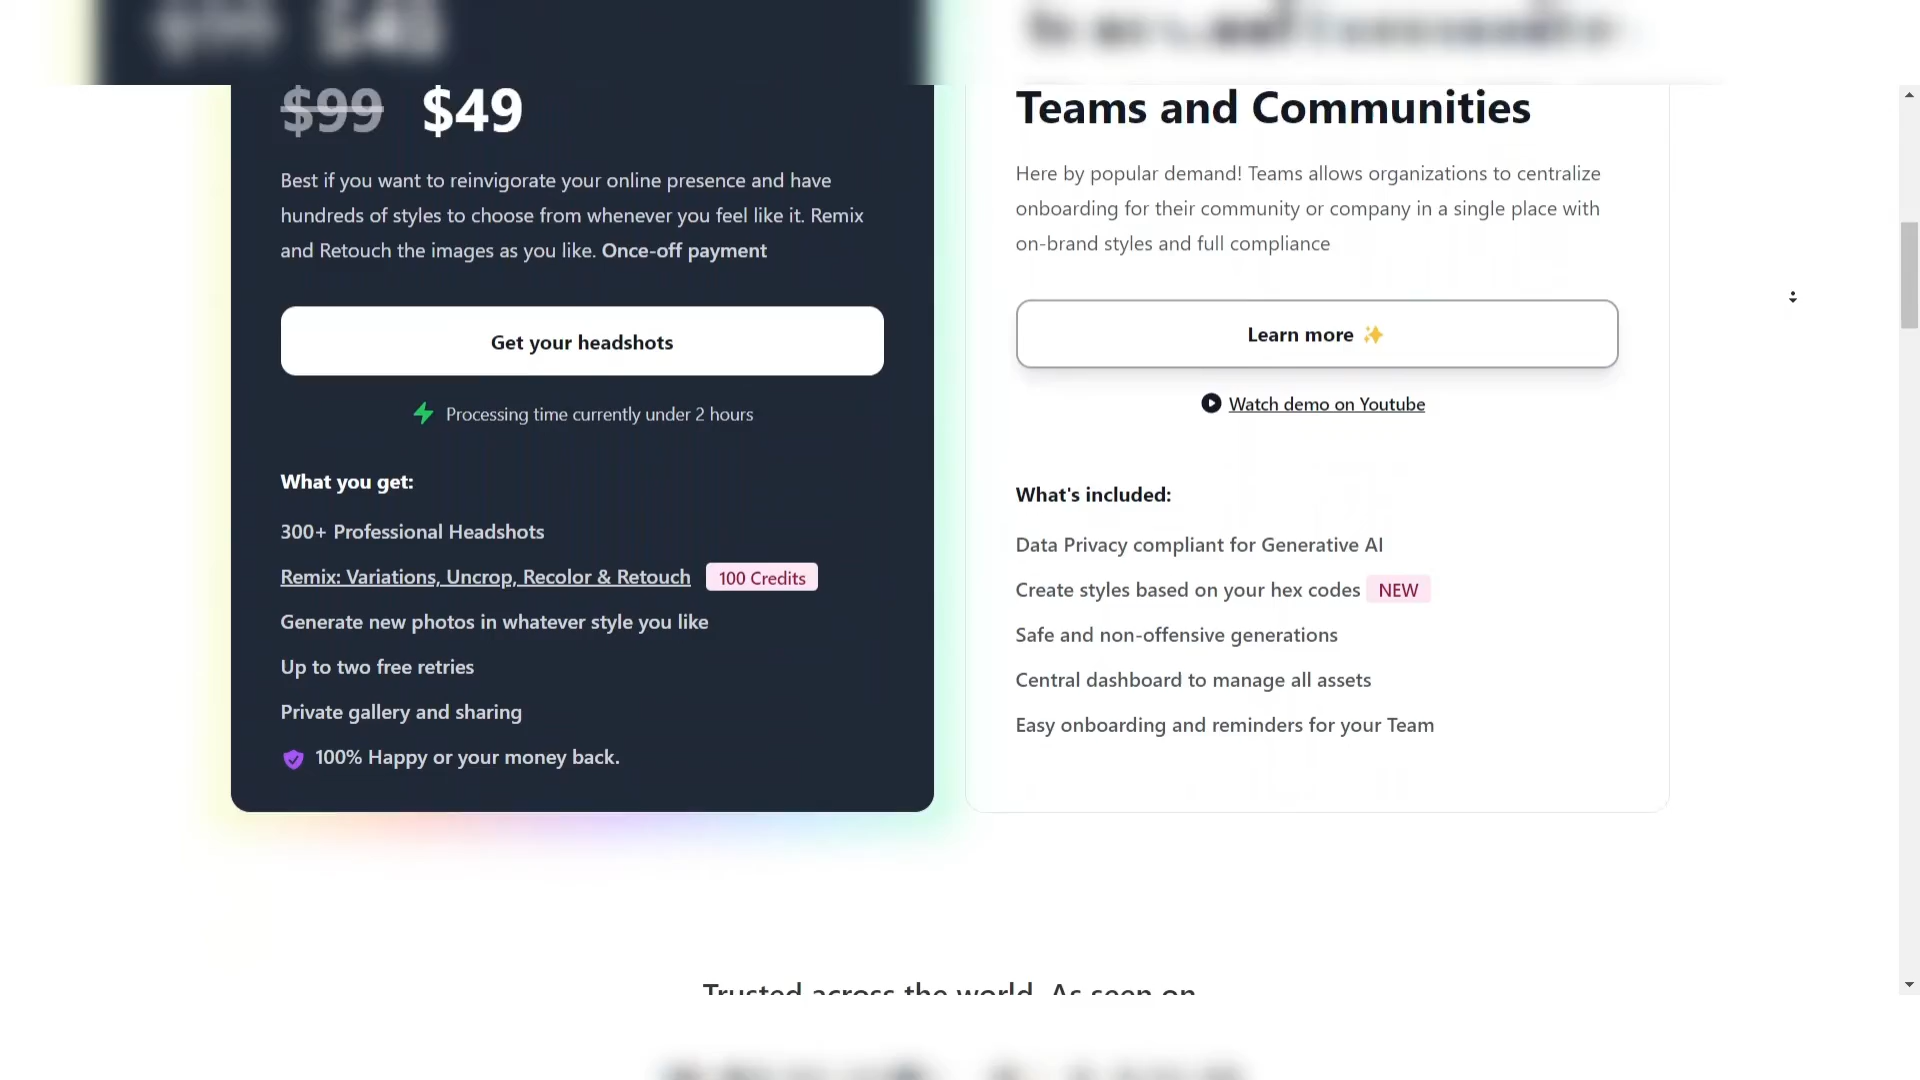 $99 $49
Best if you want to reinvigorate your online presence and have
hundreds of styles to choose from whenever you feel like it. Remix
and Retouch the images as you like. Once-off payment
Get your headshots
Processing time currently under 2 hours
What you get:
300+ Professional Headshots
Remix: Variations, Uncrop, Recolor & Retouch 100 Credits
Generate new photos in whatever style you like
Up to two free retries
Private gallery and sharing
100% Happy or your money back.
Teams and Communities
Here by popular demand! Teams allows organizations to centralize
onboarding for their community or company in a single place with
on-brand styles and full compliance
Learn more ✨
Watch demo on Youtube
What's included:
Data Privacy compliant for Generative AI
Create styles based on your hex codes NEW
Safe and non-offensive generations
Central dashboard to manage all assets
Easy onboarding and reminders for your Team
Trusted across the world. As seen on